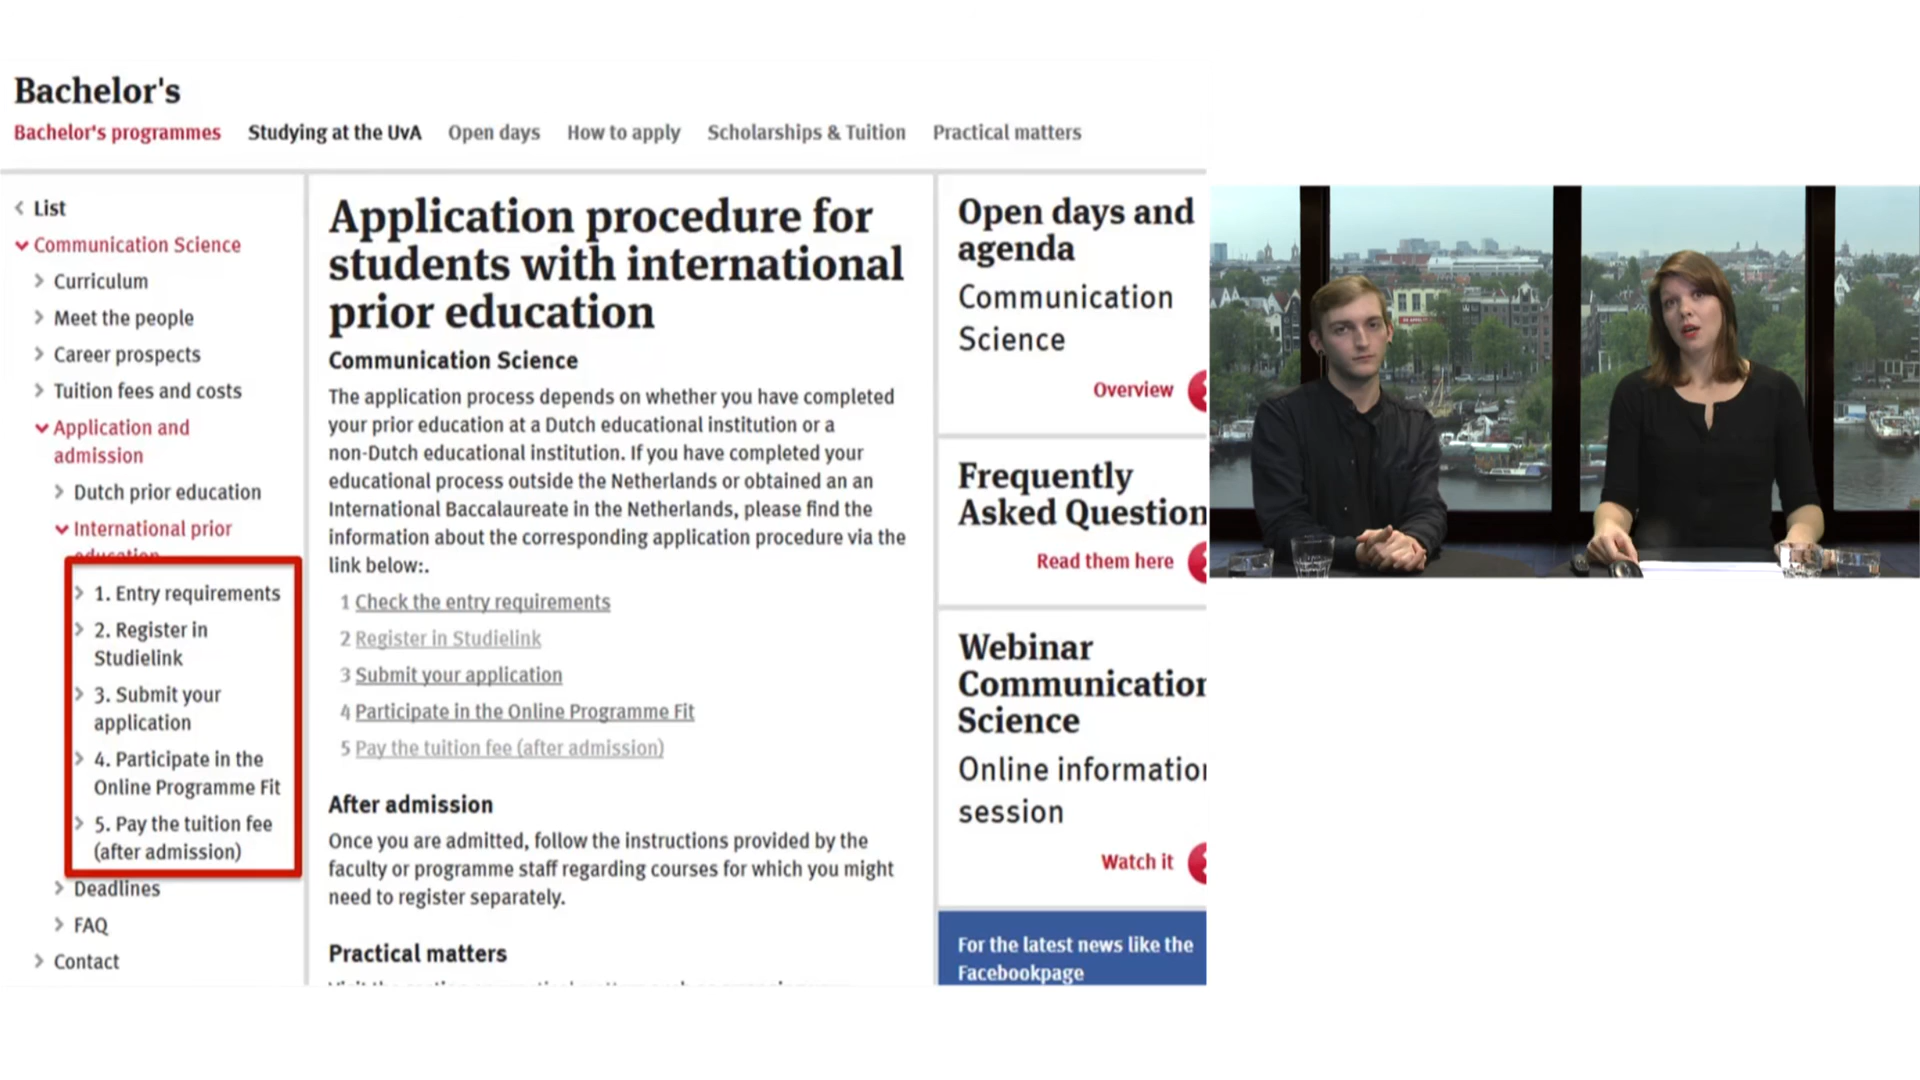 Bachelor's
Bachelor's programmes
Studying at the UvA
Open days
How to apply
Scholarships & Tuition
Practical matters
List
Communication Science
Curriculum
Meet the people
Career prospects
Tuition fees and costs
Application and
admission
Dutch prior education
International prior
education
1. Entry requirements
2. Register in
Studielink
3. Submit your
application
4. Participate in the
Online Programme Fit
5. Pay the tuition fee
(after admission)
Deadlines
FAQ
Contact
Application procedure for
students with international
prior education
Communication Science
The application process depends on whether you have completed
your prior education at a Dutch educational institution or a
non-Dutch educational institution. If you have completed your
educational process outside the Netherlands or obtained an an
International Baccalaureate in the Netherlands, please find the
information about the corresponding application procedure via the
link below:.
1 Check the entry requirements
2 Register in Studielink
3 Submit your application
4 Participate in the Online Programme Fit
5 Pay the tuition fee (after admission)
After admission
Once you are admitted, follow the instructions provided by the
faculty or programme staff regarding courses for which you might
need to register separately.
Practical matters
Open days and
agenda
Communication
Science
Overview
Frequently
Asked Question
Read them here
Webinar
Communication
Science
Online information
session
Watch it
For the latest news like the
Facebookpage